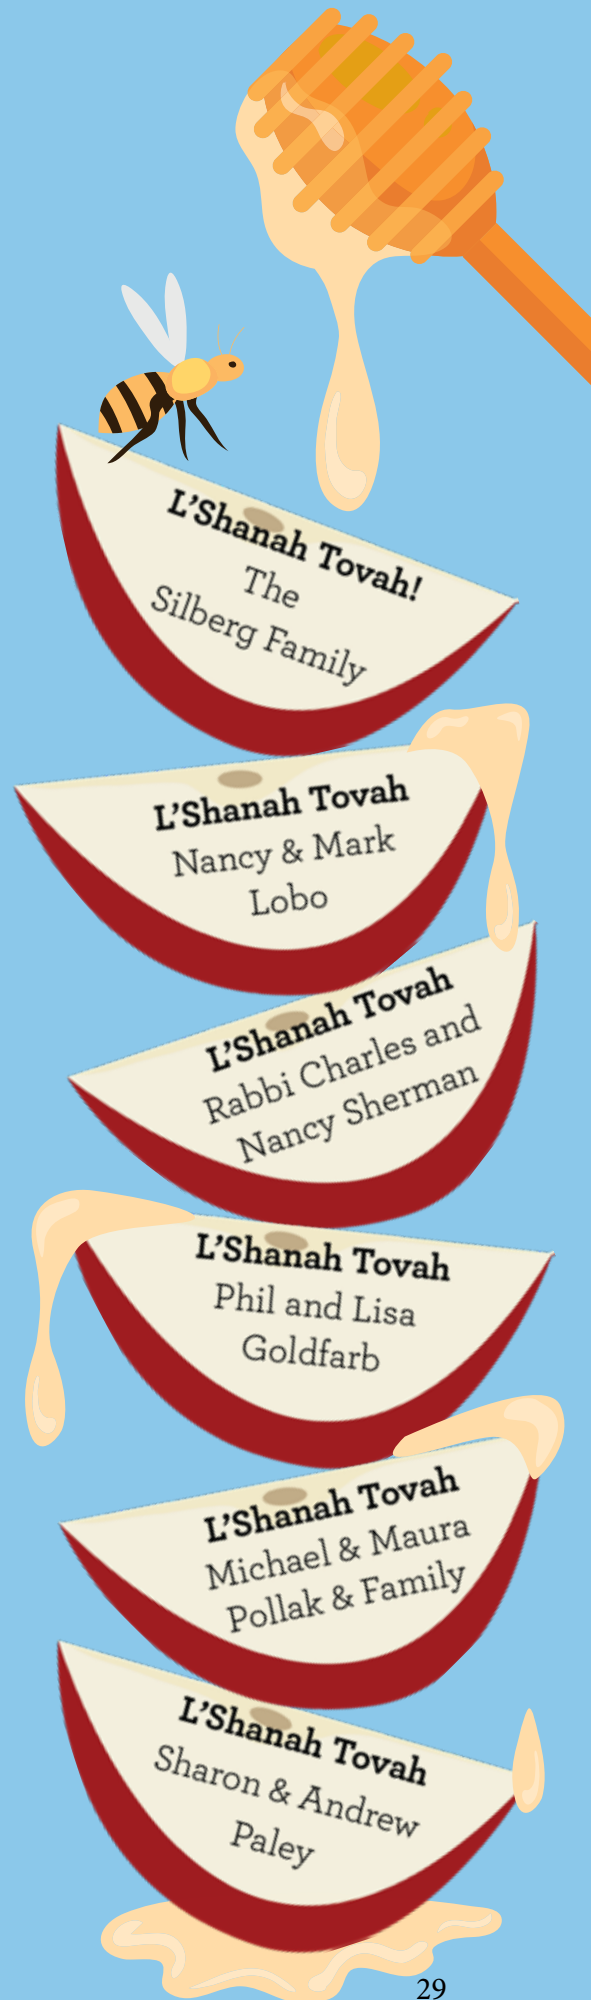 L'Shanah Tovah!
The
Silberg Family
L'Shanah Tovah
Nancy & Mark
Lobo
L'Shanah Tovah
Rabbi Charles and
Nancy Sherman
L'Shanah Tovah
Phil and Lisa
Goldfarb
L'Shanah Tovah
Michael & Maura
Pollak & Family
L'Shanah Tovah
Sharon & Andrew
Paley
29